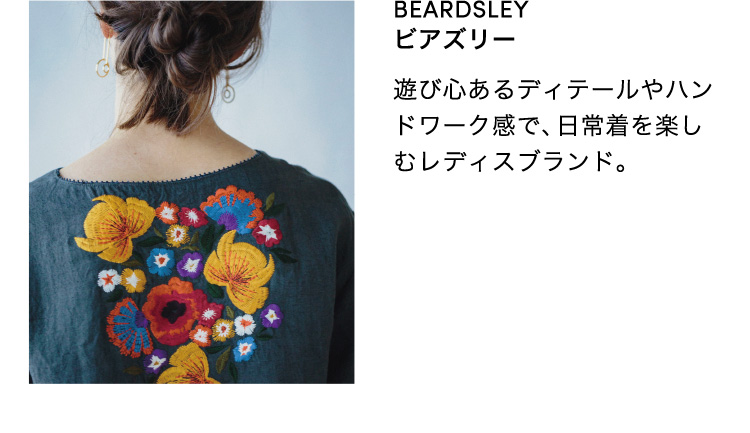 BEARDSLEY
ビアズリー
遊び心あるディテールやハン
ドワーク感で、日常着を楽し
むレディスブランド。